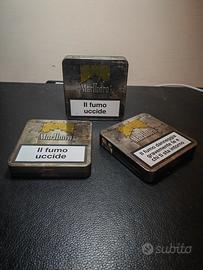 Marlboro
Il fumo
uccide
Marlboro
Il fumo
uccide
Il fumo danneggia
gravemente te e
chi ti sta intorno
subito